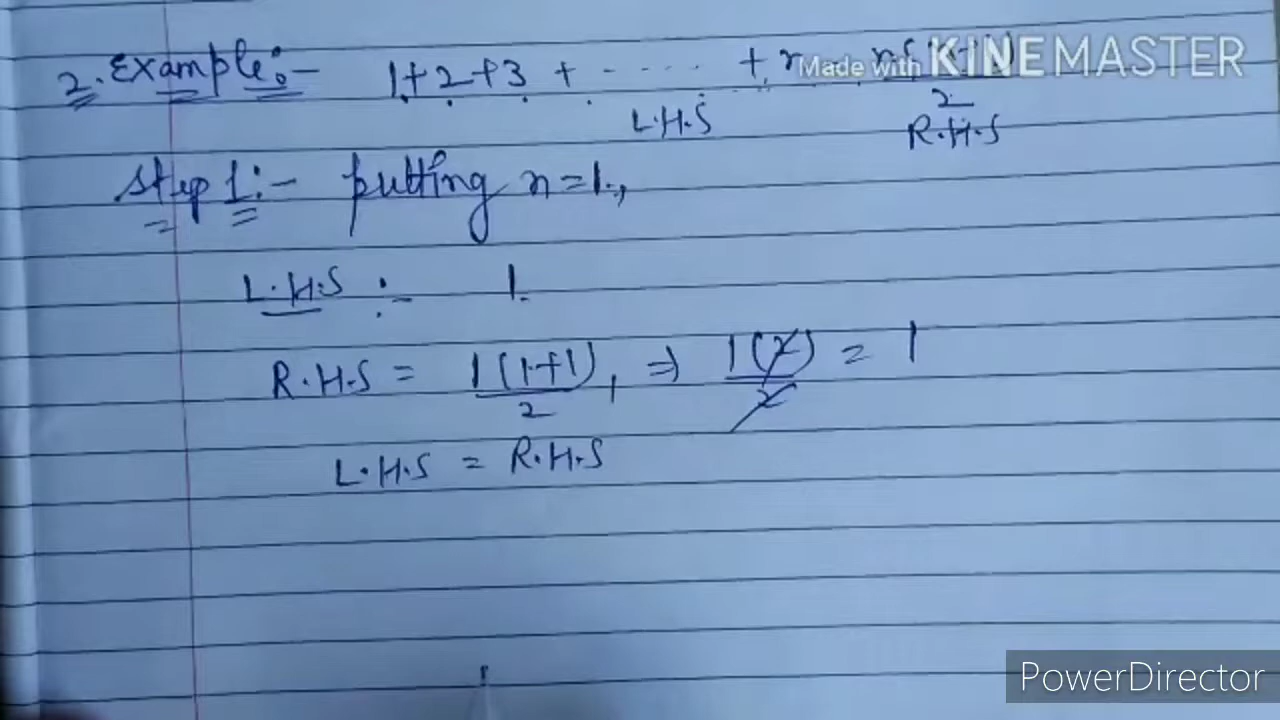 2. Example:- 1+2+3 + ..... + n
Made with KINEMASTER
2
L.H.S R.H.S
Step 1:- putting n=1.,
L.H.S :- 1.
R.H.S = 1(1+1)/2, ⇒ 1(2)/2 = 1
L.H.S = R.H.S
PowerDirector